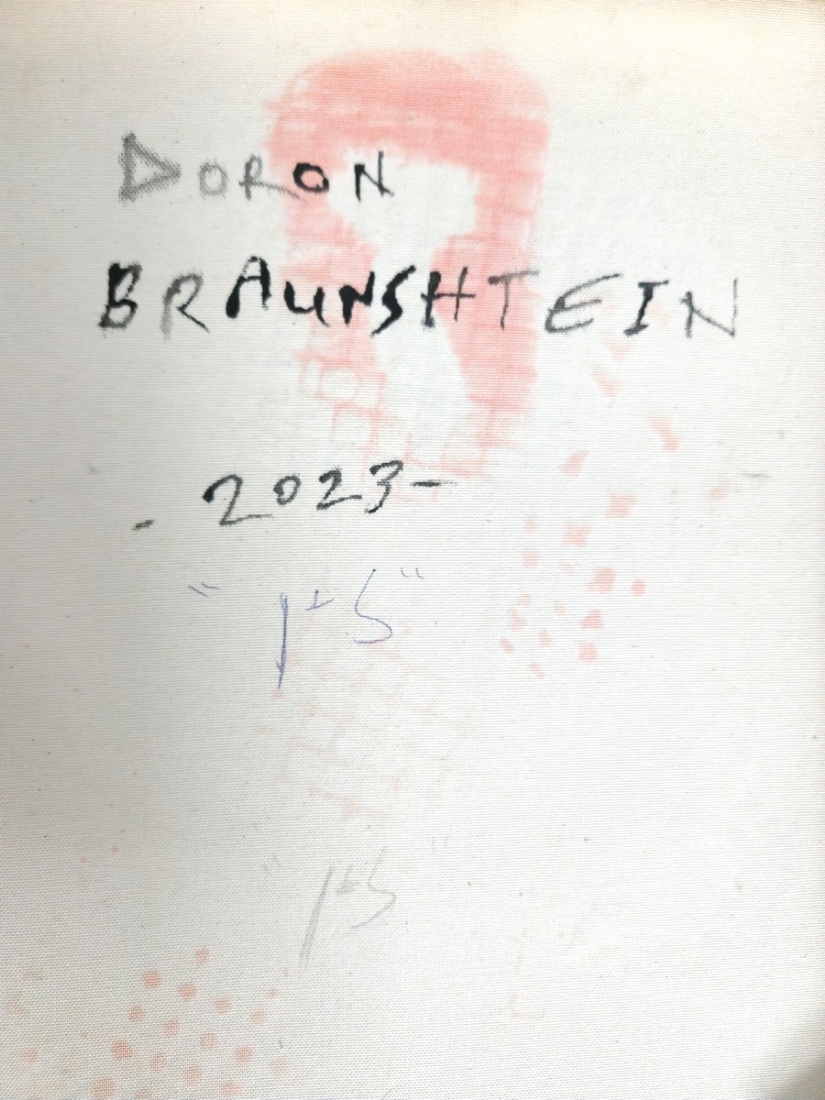 DORON
BRAUNSHTEIN
- 2023 -